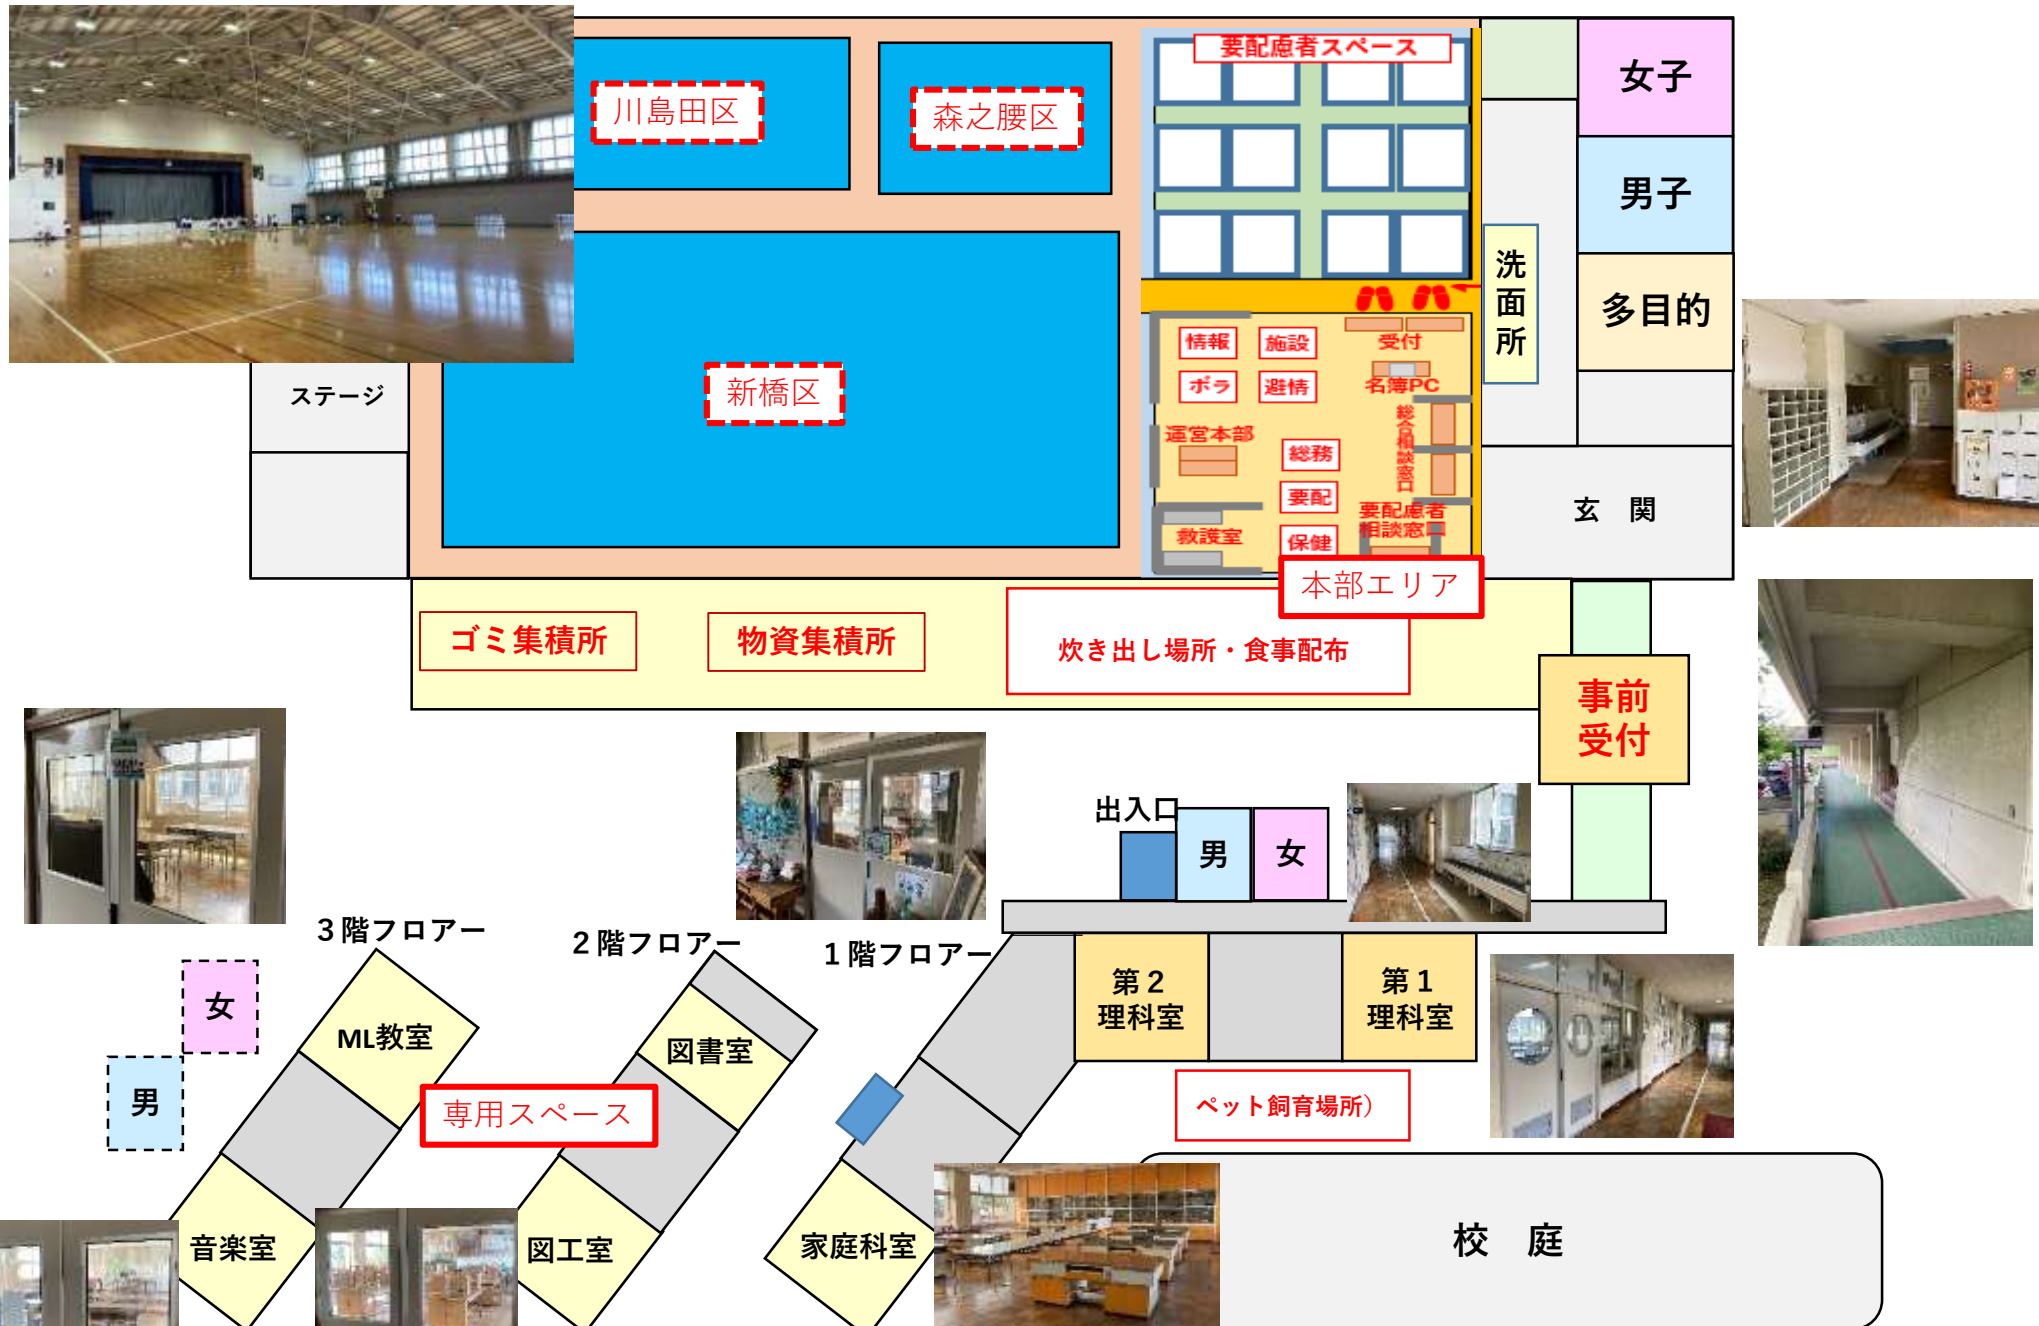 要配慮者スペース
女子
川島田区
森之腰区
男子
洗面所
多目的
情報
施設
受付
ボラ
避情
名簿PC
ステージ
新橋区
総合相談窓口
運営本部
総務
要配
要配慮者
相談窓口
救護室
保健
玄 関
本部エリア
ゴミ集積所
物資集積所
炊き出し場所・食事配布
事前
受付
出入口
男
女
3階フロアー
2階フロアー
1階フロアー
女
ML教室
図書室
第2
理科室
第1
理科室
男
専用スペース
ペット飼育場所)
音楽室
図工室
家庭科室
校 庭